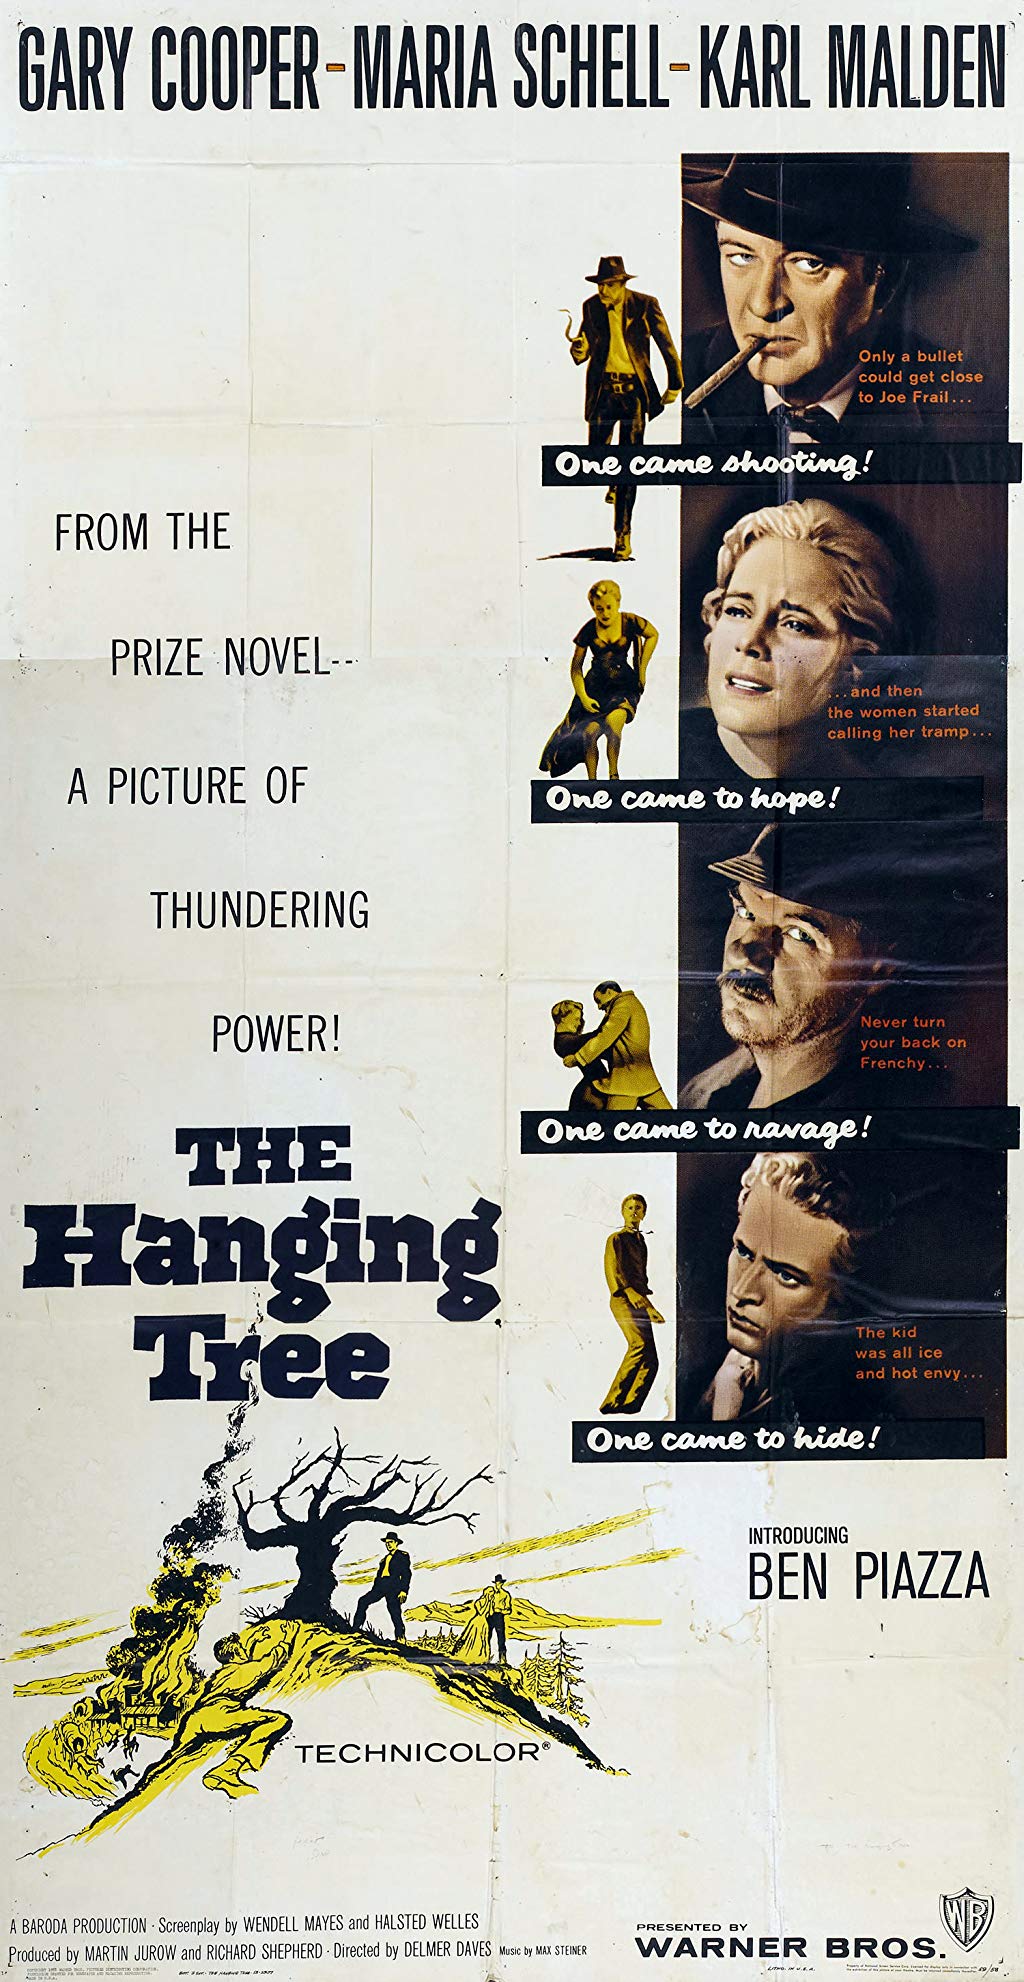 GARY COOPER-MARIA SCHELL-KARL MALDEN
Only a bullet
could get close
to Joe Frail...
One came shooting!
FROM THE
PRIZE NOVEL--
A PICTURE OF
THUNDERING
POWER!
...and then
the women started
calling her tramp...
One came to hope!
Never turn
your back on
Frenchy...
One came to ravage!
The kid
was all ice
and hot envy...
One came to hide!
THE
Hanging
Tree
INTRODUCING
BEN PIAZZA
TECHNICOLOR®
A BARODA PRODUCTION · Screenplay by WENDELL MAYES and HALSTED WELLES
Produced by MARTIN JUROW and RICHARD SHEPHERD · Directed by DELMER DAVES Music by MAX STEINER
PRESENTED BY
WARNER BROS.
WB
LITHO. IN U.S.A.
59/58